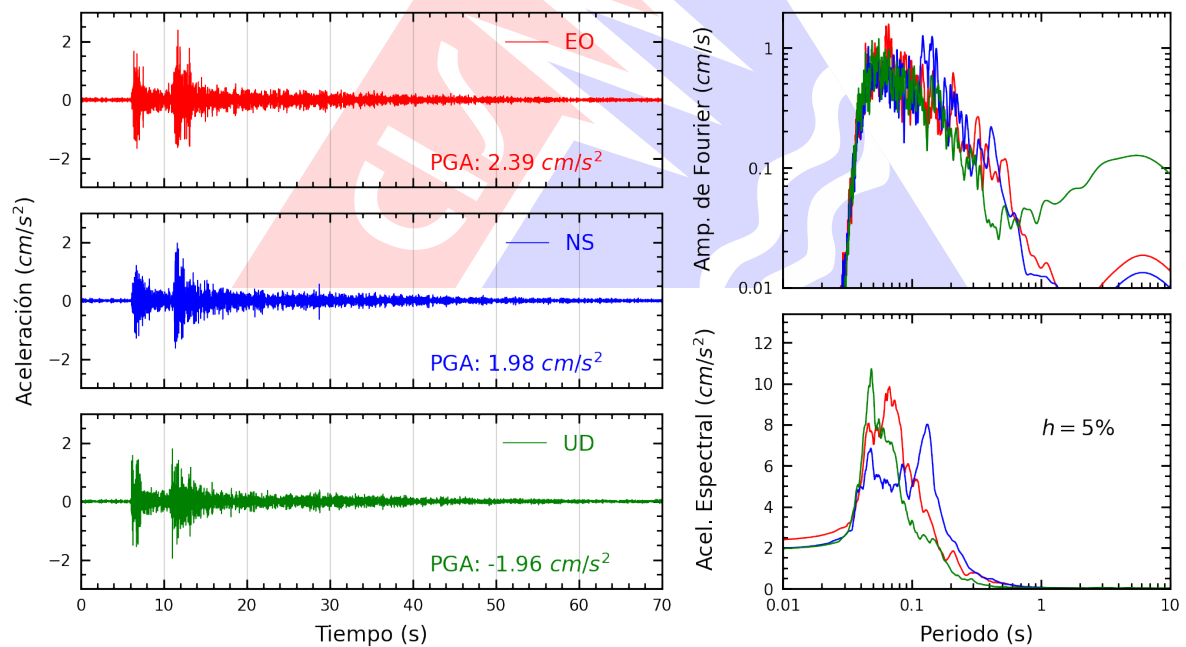 Aceleración (cm/s²)
2
0
−2
EO
PGA: 2.39 cm/s²
2
0
−2
NS
PGA: 1.98 cm/s²
2
0
−2
UD
PGA: -1.96 cm/s²
0 10 20 30 40 50 60 70
Tiempo (s)
Amp. de Fourier (cm/s)
1
0.1
0.01
Acel. Espectral (cm/s²)
12
10
8
6
4
2
0
h = 5%
0.01 0.1 1 10
Periodo (s)